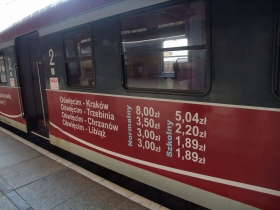 2
Oświęcim - Kraków 8,00zł 5,04zł
Oświęcim - Trzebinia 3,50zł 2,20zł
Oświęcim - Chrzanów 3,00zł 1,89zł
Oświęcim - Libiąż 3,00zł 1,89zł
Normalny
Szkolny